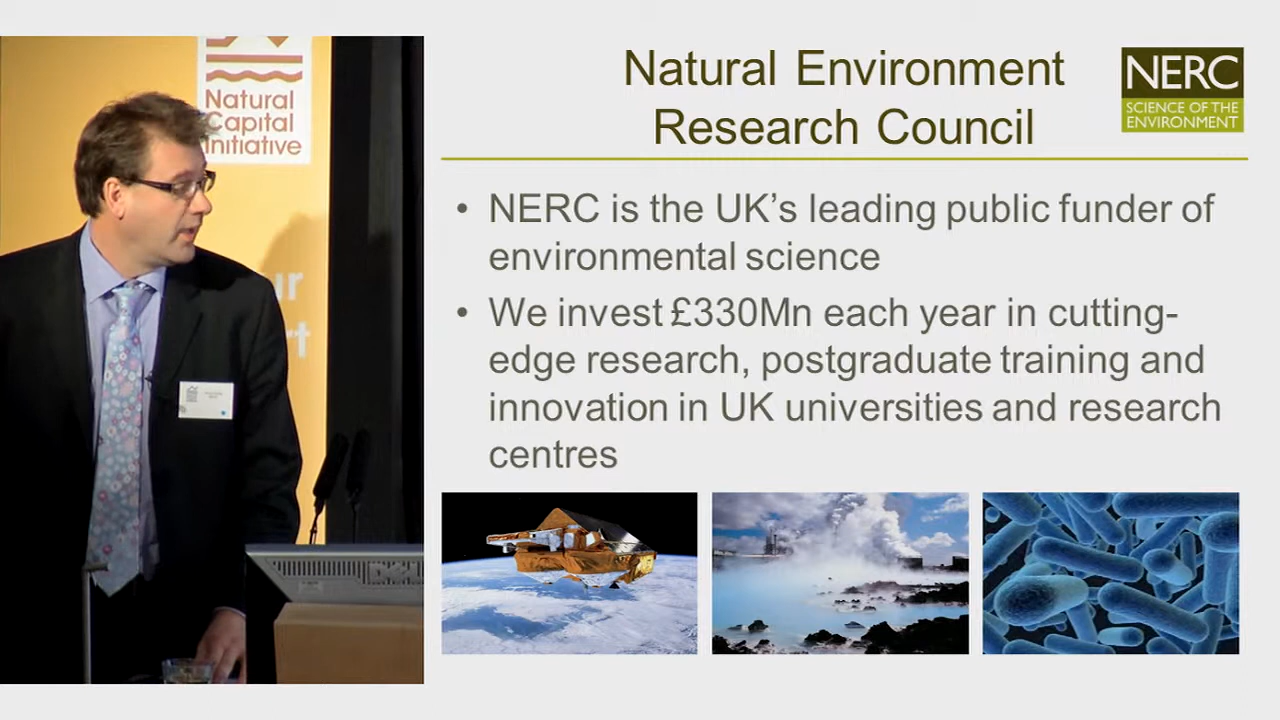 Natural
Capital
Initiative
ur
rt
Natural Environment
Research Council
NERC
SCIENCE OF THE
ENVIRONMENT
• NERC is the UK’s leading public funder of
environmental science
• We invest £330Mn each year in cutting-
edge research, postgraduate training and
innovation in UK universities and research
centres